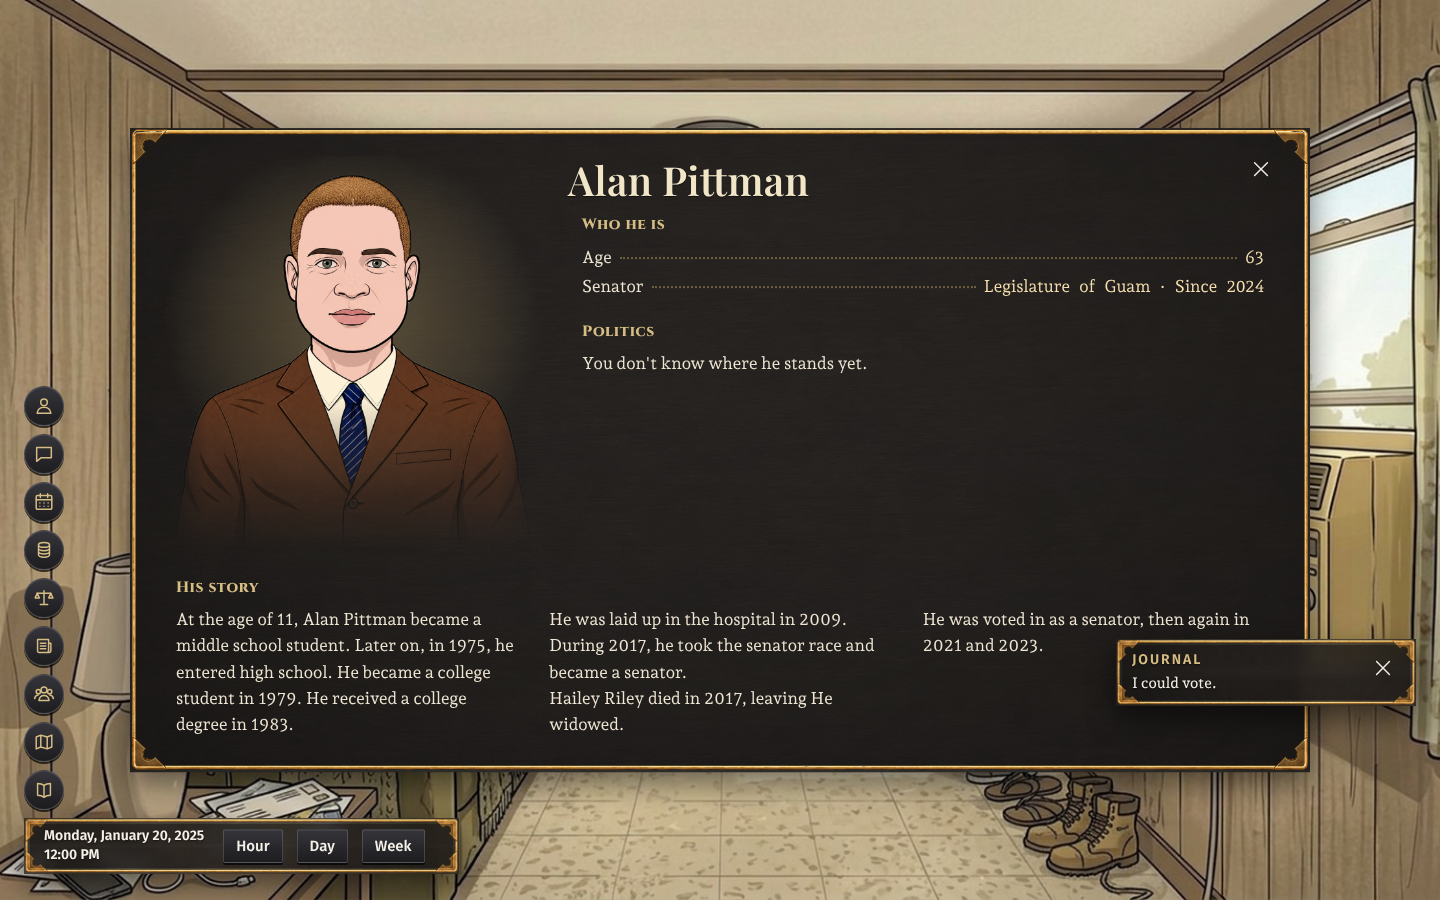 Alan Pittman
Who he is
Age 63
Senator Legislature of Guam · Since 2024
Politics
You don't know where he stands yet.
His story
At the age of 11, Alan Pittman became a
middle school student. Later on, in 1975, he
entered high school. He became a college
student in 1979. He received a college
degree in 1983.
He was laid up in the hospital in 2009.
During 2017, he took the senator race and
became a senator.
Hailey Riley died in 2017, leaving He
widowed.
He was voted in as a senator, then again in
2021 and 2023.
JOURNAL
I could vote.
Monday, January 20, 2025
12:00 PM
Hour
Day
Week